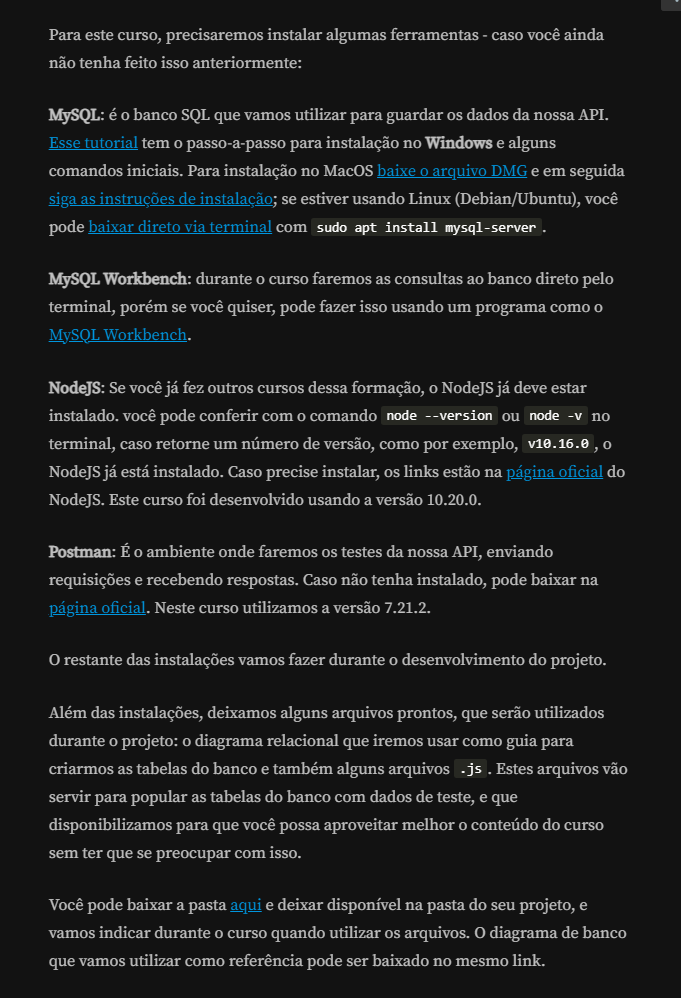 Para este curso, precisaremos instalar algumas ferramentas - caso você ainda
não tenha feito isso anteriormente:
MySQL: é o banco SQL que vamos utilizar para guardar os dados da nossa API.
Esse tutorial tem o passo-a-passo para instalação no Windows e alguns
comandos iniciais. Para instalação no MacOS baixe o arquivo DMG e em seguida
siga as instruções de instalação; se estiver usando Linux (Debian/Ubuntu), você
pode baixar direto via terminal com sudo apt install mysql-server.
MySQL Workbench: durante o curso faremos as consultas ao banco direto pelo
terminal, porém se você quiser, pode fazer isso usando um programa como o
MySQL Workbench.
NodeJS: Se você já fez outros cursos dessa formação, o NodeJS já deve estar
instalado. você pode conferir com o comando node --version ou node -v no
terminal, caso retorne um número de versão, como por exemplo, v10.16.0, o
NodeJS já está instalado. Caso precise instalar, os links estão na página oficial do
NodeJS. Este curso foi desenvolvido usando a versão 10.20.0.
Postman: É o ambiente onde faremos os testes da nossa API, enviando
requisições e recebendo respostas. Caso não tenha instalado, pode baixar na
página oficial. Neste curso utilizamos a versão 7.21.2.
O restante das instalações vamos fazer durante o desenvolvimento do projeto.
Além das instalações, deixamos alguns arquivos prontos, que serão utilizados
durante o projeto: o diagrama relacional que iremos usar como guia para
criarmos as tabelas do banco e também alguns arquivos .js. Estes arquivos vão
servir para popular as tabelas do banco com dados de teste, e que
disponibilizamos para que você possa aproveitar melhor o conteúdo do curso
sem ter que se preocupar com isso.
Você pode baixar a pasta aqui e deixar disponível na pasta do seu projeto, e
vamos indicar durante o curso quando utilizar os arquivos. O diagrama de banco
que vamos utilizar como referência pode ser baixado no mesmo link.